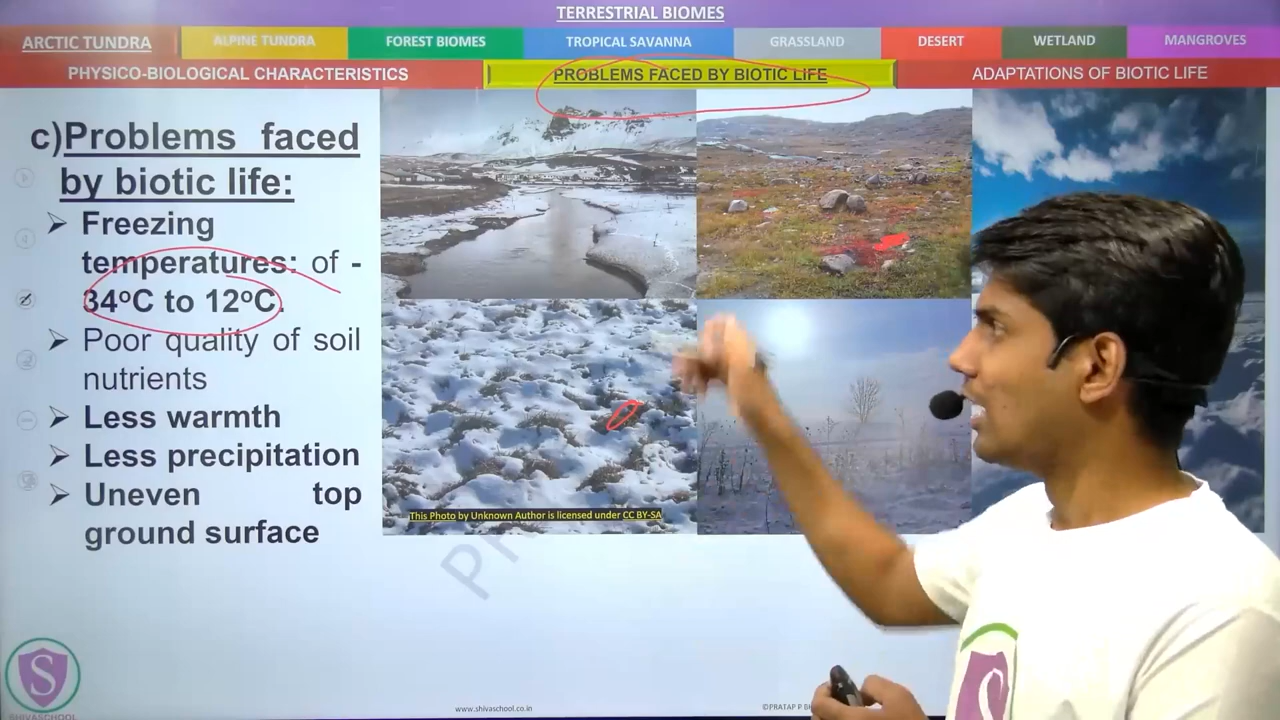 TERRESTRIAL BIOMES
ARCTIC TUNDRA ALPINE TUNDRA FOREST BIOMES TROPICAL SAVANNA GRASSLAND DESERT WETLAND MANGROVES
PHYSICO-BIOLOGICAL CHARACTERISTICS PROBLEMS FACED BY BIOTIC LIFE ADAPTATIONS OF BIOTIC LIFE
c)Problems faced
by biotic life:
Freezing
temperatures: of -
34ºC to 12ºC.
Poor quality of soil
nutrients
Less warmth
Less precipitation
Uneven top
ground surface
This Photo by Unknown Author is licensed under CC BY-SA
S
SHIVASCHOOL
www.shivaschool.co.in
©PRATAP P
S